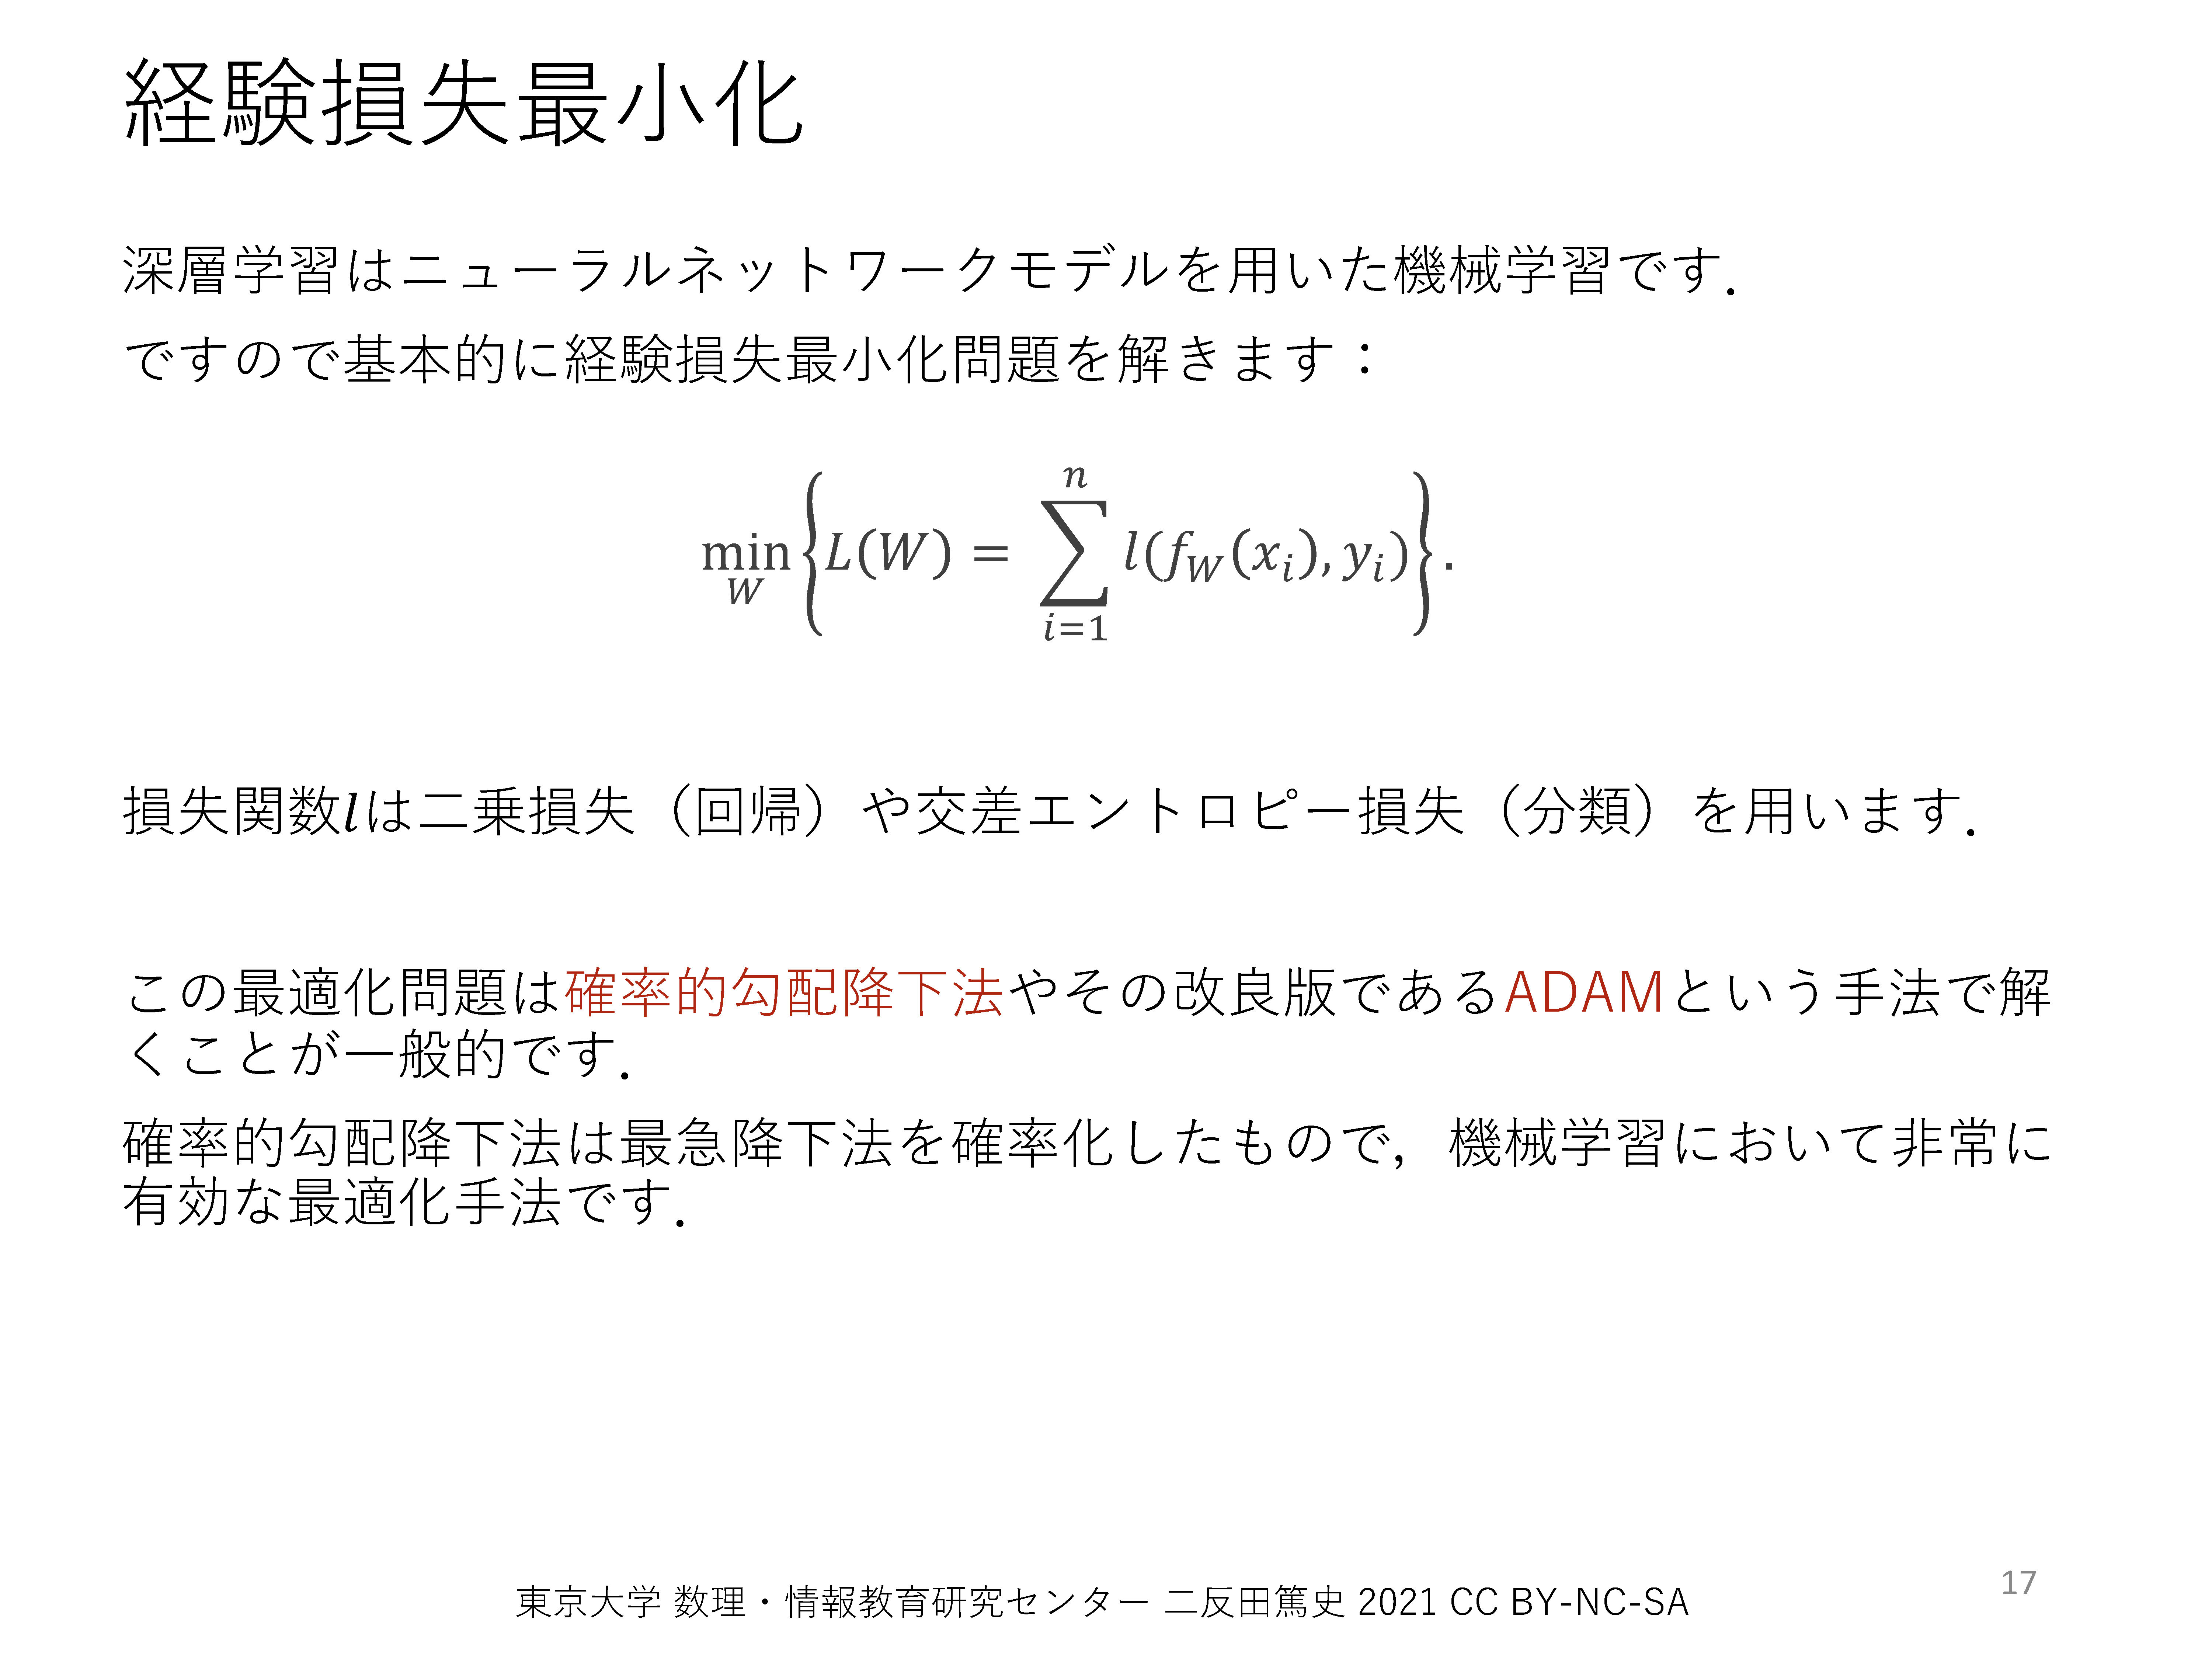 経験損失最小化
深層学習はニューラルネットワークモデルを用いた機械学習です．
ですので基本的に経験損失最小化問題を解きます：
min_W { L(W) = ∑_{i=1}^{n} l(f_W(x_i), y_i) } .
損失関数lは二乗損失（回帰）や交差エントロピー損失（分類）を用います．
この最適化問題は確率的勾配降下法やその改良版であるADAMという手法で解
くことが一般的です．
確率的勾配降下法は最急降下法を確率化したもので，機械学習において非常に
有効な最適化手法です．
東京大学 数理・情報教育研究センター 二反田篤史 2021 CC BY-NC-SA
17